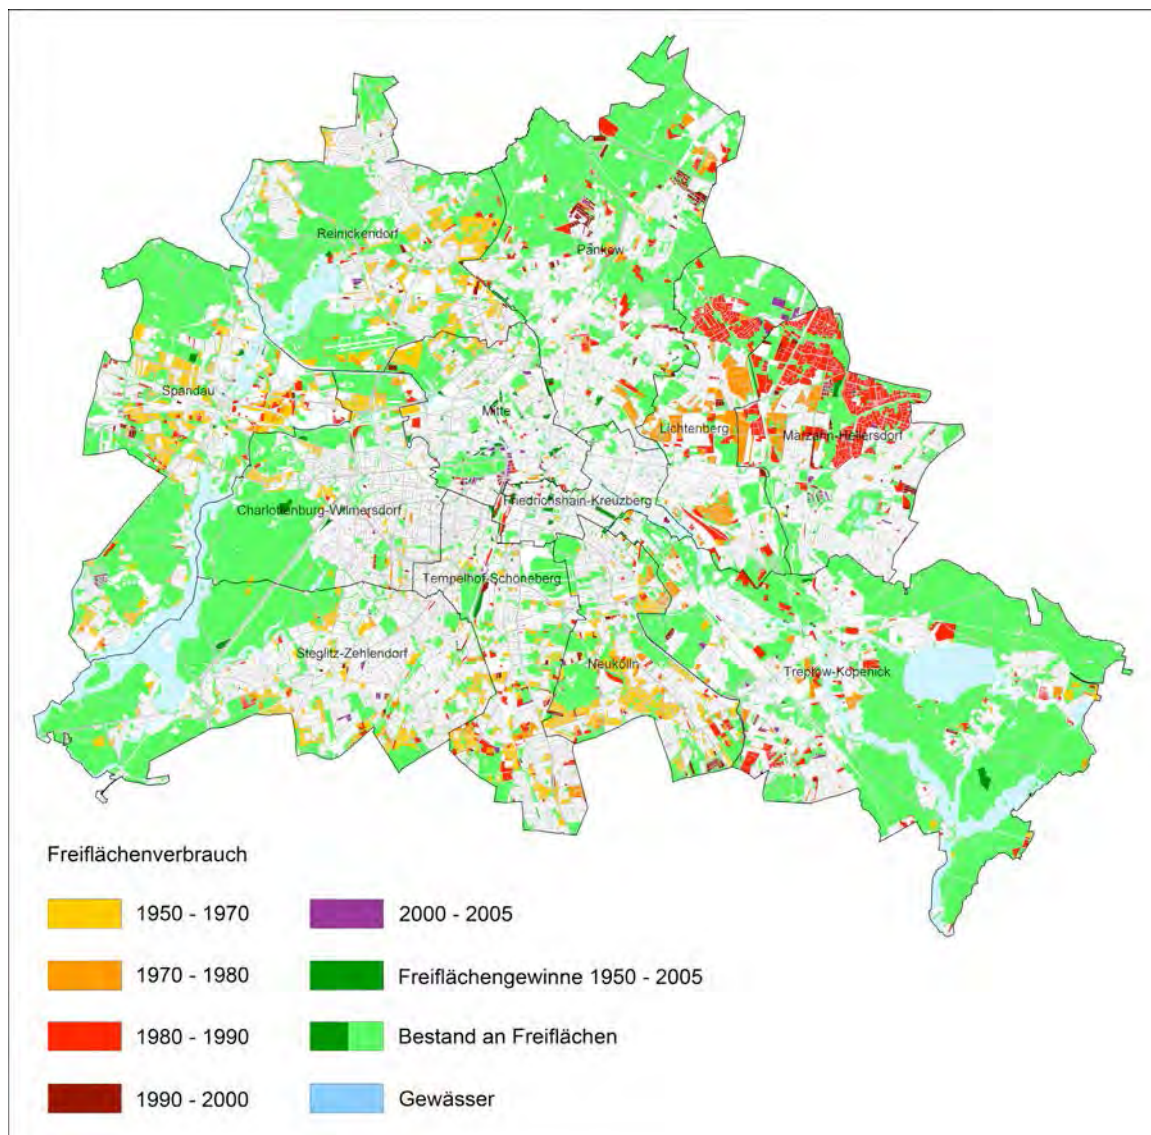 Reinickendorf
Pankow
Spandau
Mitte
Lichtenberg
Marzahn-Hellersdorf
Charlottenburg-Wilmersdorf
Friedrichshain-Kreuzberg
Tempelhof-Schöneberg
Steglitz-Zehlendorf
Neukölln
Treptow-Köpenick
Freiflächenverbrauch
1950 - 1970
2000 - 2005
1970 - 1980
Freiflächengewinne 1950 - 2005
1980 - 1990
Bestand an Freiflächen
1990 - 2000
Gewässer